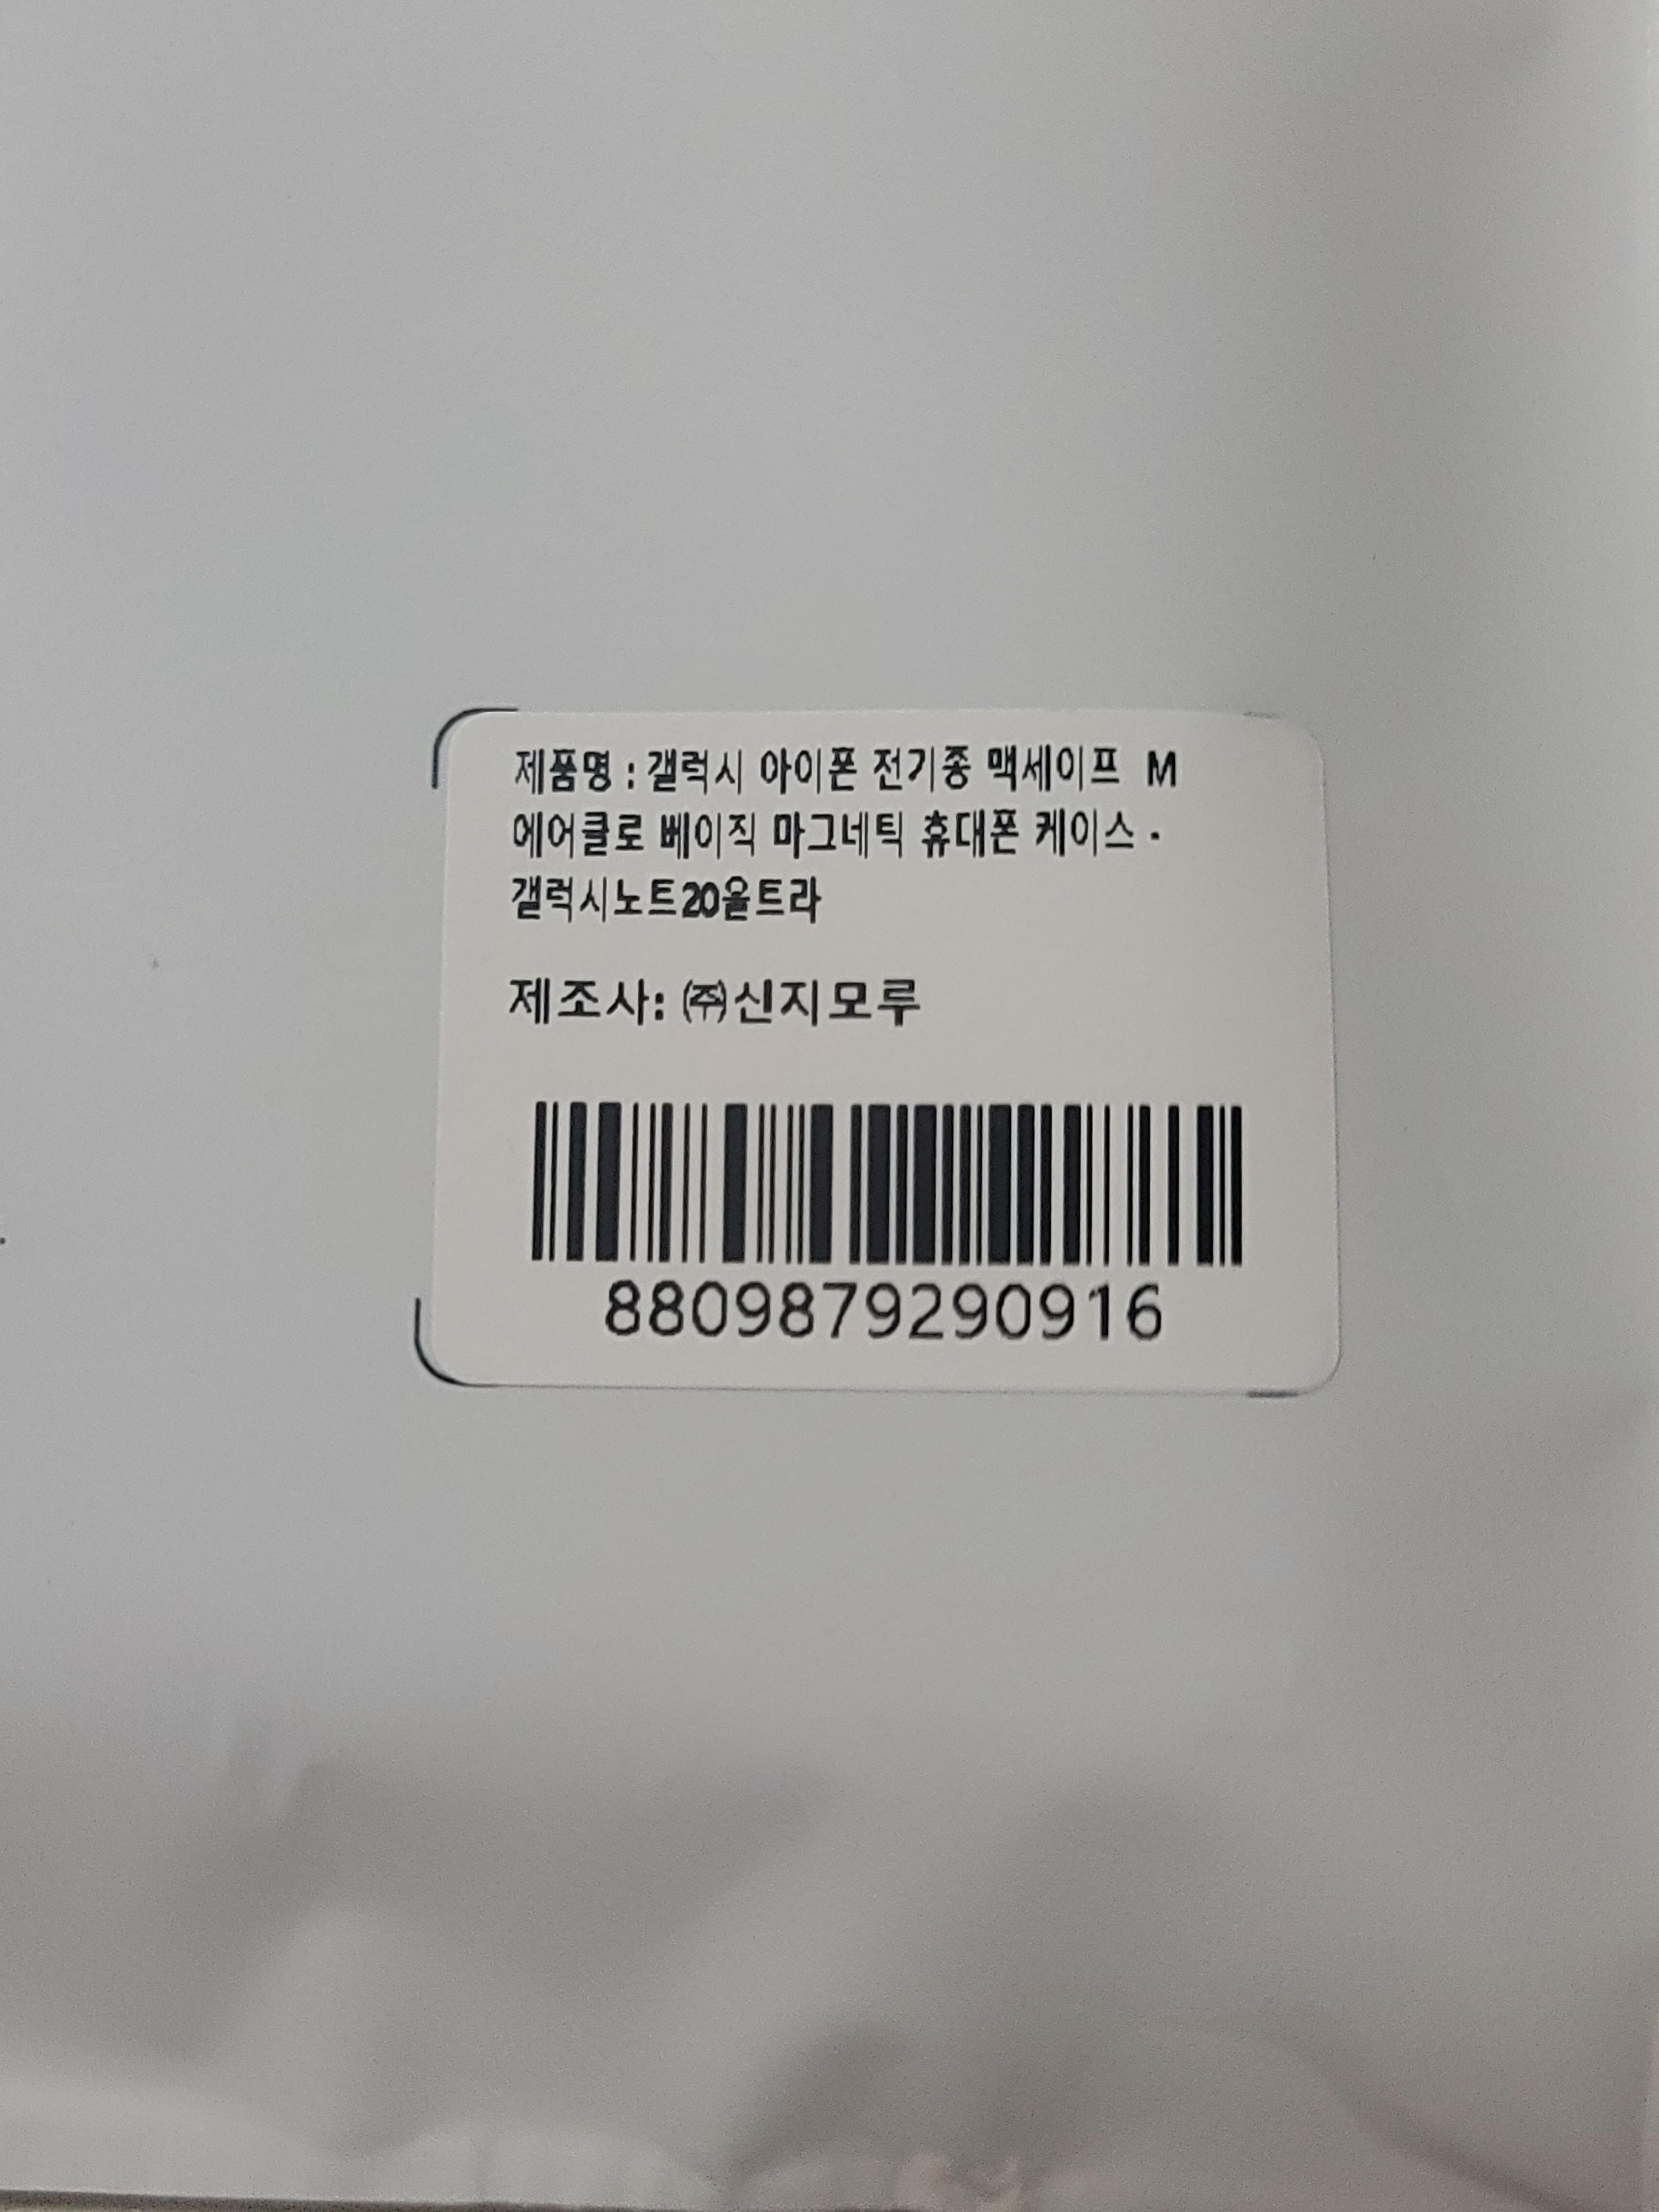 제품명 : 갤럭시 아이폰 전기종 맥세이프 M
에어클로 베이직 마그네틱 휴대폰 케이스 ·
갤럭시노트20울트라
제조사: ㈜신지모루
8809879290916